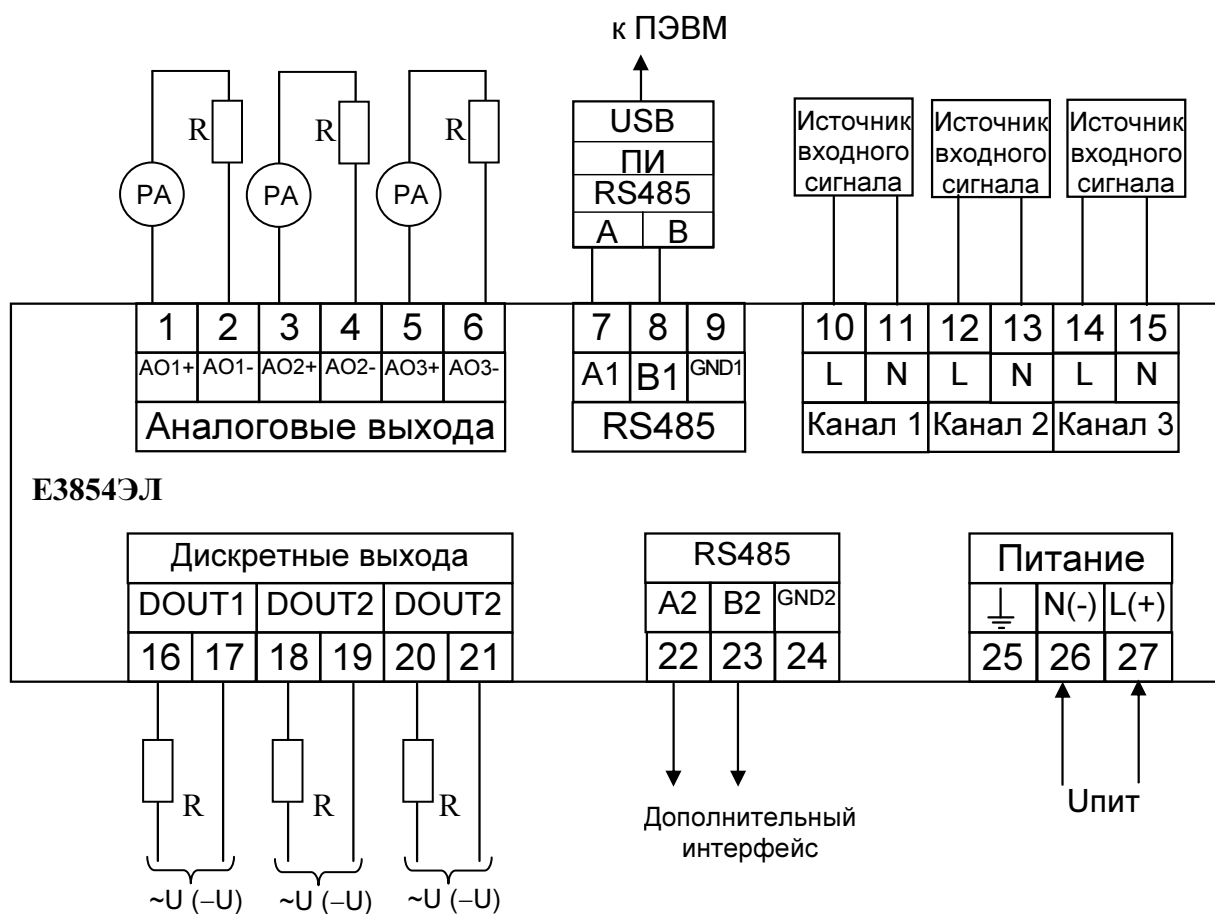 к ПЭВМ
R R R
РА РА РА
USB
ПИ
RS485
A B
Источник входного сигнала
Источник входного сигнала
Источник входного сигнала
1 2 3 4 5 6
AO1+ AO1- AO2+ AO2- AO3+ AO3-
Аналоговые выхода
7 8 9
A1 B1 GND1
RS485
10 11 12 13 14 15
L N L N L N
Канал 1 Канал 2 Канал 3
Е3854ЭЛ
Дискретные выхода
DOUT1 DOUT2 DOUT2
16 17 18 19 20 21
RS485
A2 B2 GND2
22 23 24
Питание
N(-) L(+)
25 26 27
R R R
~U (–U) ~U (–U) ~U (–U)
Дополнительный
интерфейс
Uпит